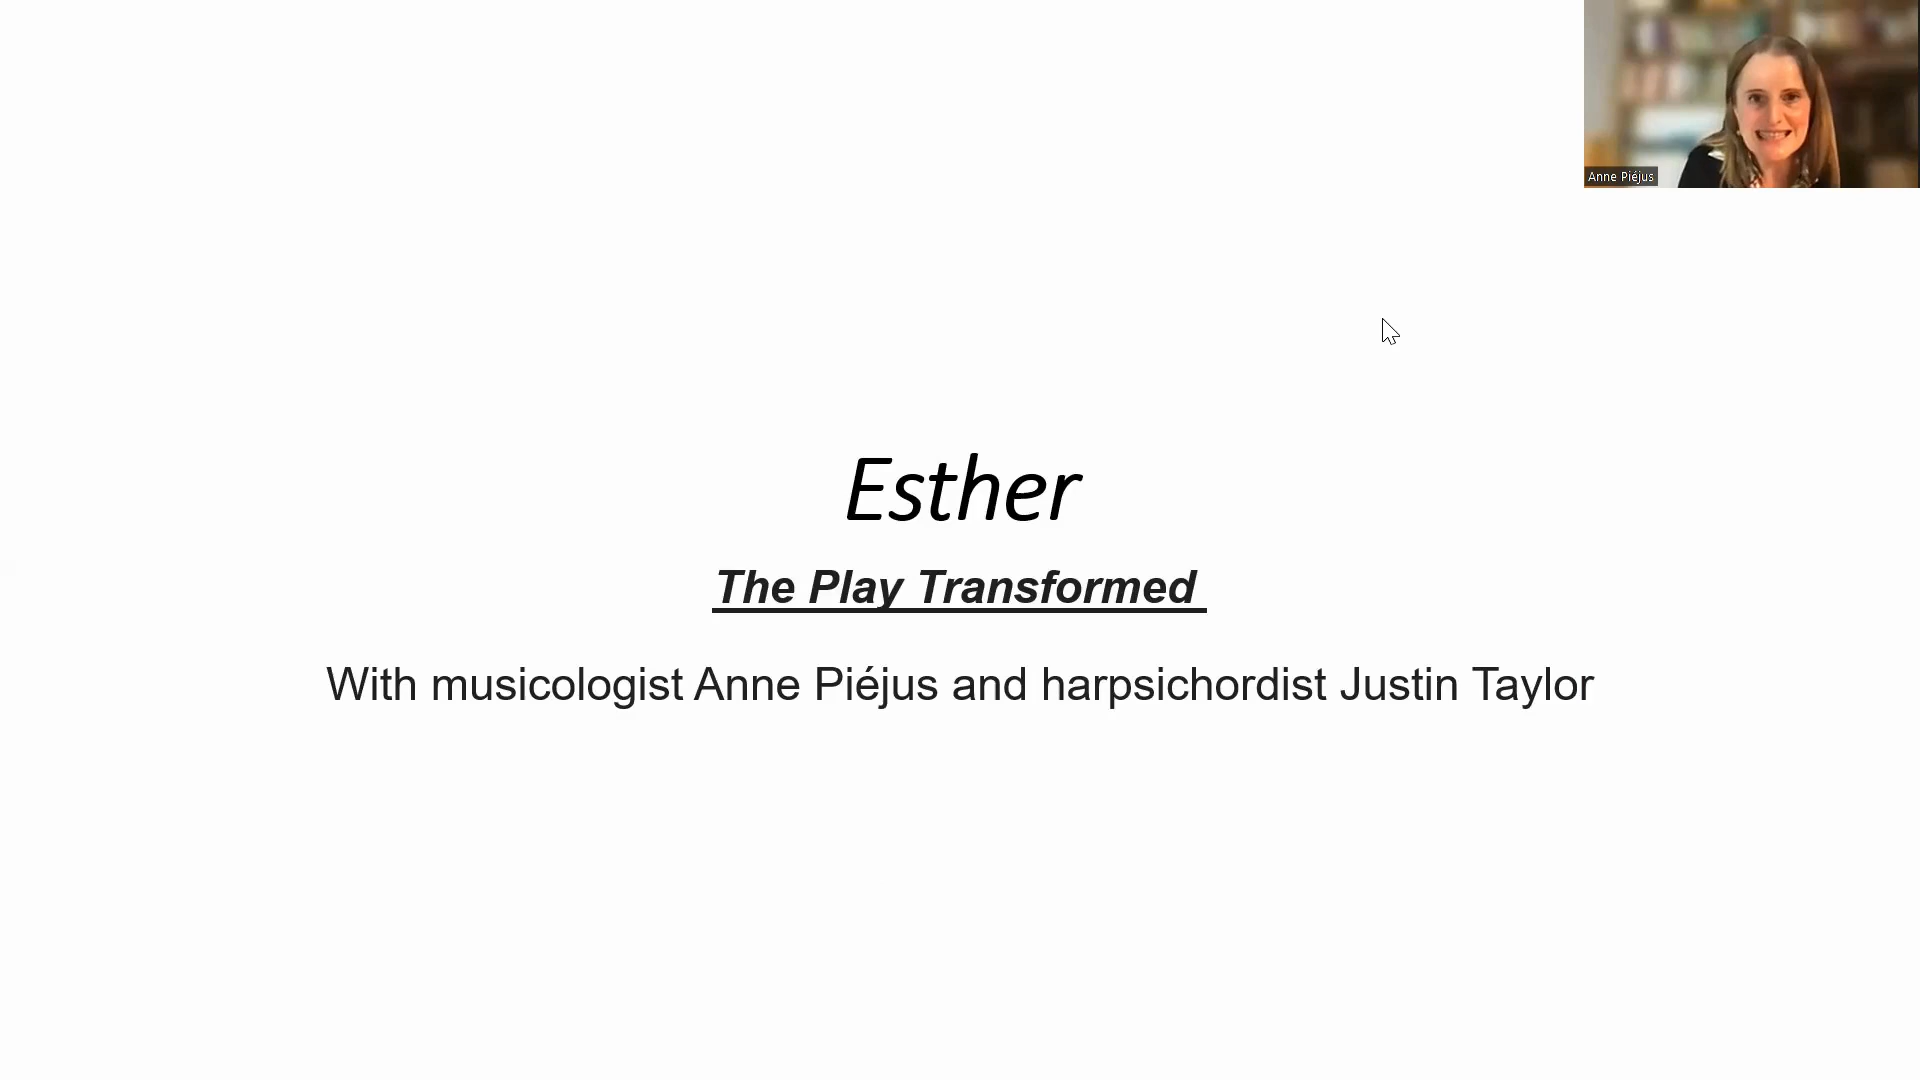 Anne Piéjus
Esther
The Play Transformed
With musicologist Anne Piéjus and harpsichordist Justin Taylor